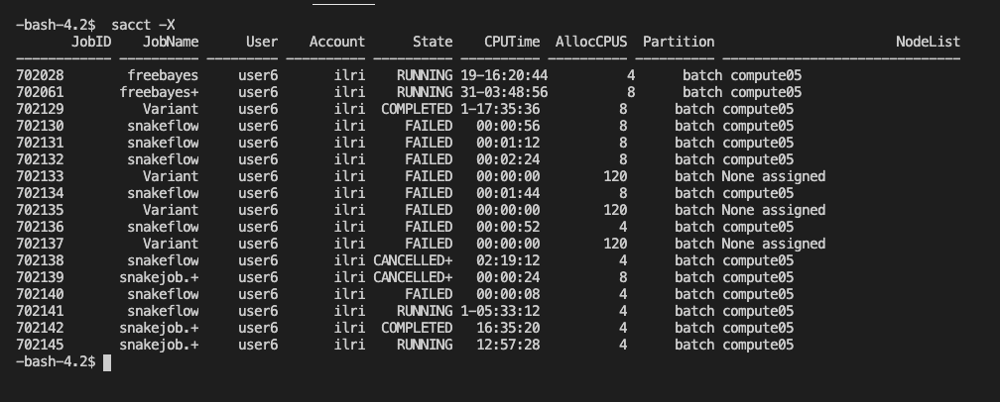 -bash-4.2$  sacct -X
       JobID    JobName      User    Account      State    CPUTime  AllocCPUS  Partition                       NodeList
------------ ---------- --------- ---------- ---------- ---------- ---------- ---------- ------------------------------
702028        freebayes     user6       ilri    RUNNING 19-16:20:44          4      batch compute05
702061       freebayes+     user6       ilri    RUNNING 31-03:48:56          8      batch compute05
702129          Variant     user6       ilri  COMPLETED 1-17:35:36          8      batch compute05
702130        snakeflow     user6       ilri     FAILED   00:00:56          8      batch compute05
702131        snakeflow     user6       ilri     FAILED   00:01:12          8      batch compute05
702132        snakeflow     user6       ilri     FAILED   00:02:24          8      batch compute05
702133          Variant     user6       ilri     FAILED   00:00:00        120      batch None assigned
702134        snakeflow     user6       ilri     FAILED   00:01:44          8      batch compute05
702135          Variant     user6       ilri     FAILED   00:00:00        120      batch None assigned
702136        snakeflow     user6       ilri     FAILED   00:00:52          4      batch compute05
702137          Variant     user6       ilri     FAILED   00:00:00        120      batch None assigned
702138        snakeflow     user6       ilri CANCELLED+   02:19:12          4      batch compute05
702139       snakejob.+     user6       ilri CANCELLED+   00:00:24          8      batch compute05
702140        snakeflow     user6       ilri     FAILED   00:00:08          4      batch compute05
702141        snakeflow     user6       ilri    RUNNING 1-05:33:12          4      batch compute05
702142       snakejob.+     user6       ilri  COMPLETED   16:35:20          4      batch compute05
702145       snakejob.+     user6       ilri    RUNNING   12:57:28          4      batch compute05
-bash-4.2$